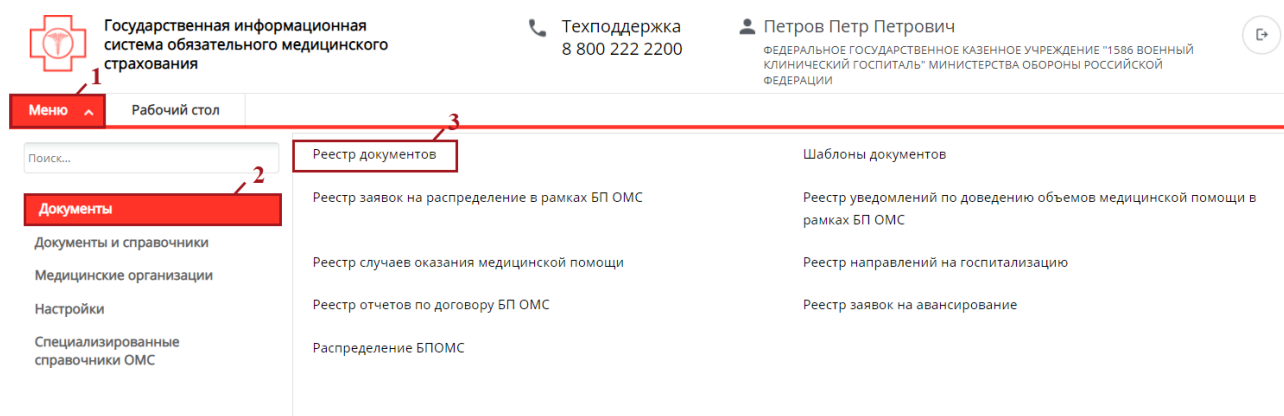 Государственная информационная
система обязательного медицинского
страхования
Техподдержка
8 800 222 2200
Петров Петр Петрович
ФЕДЕРАЛЬНОЕ ГОСУДАРСТВЕННОЕ КАЗЕННОЕ УЧРЕЖДЕНИЕ "1586 ВОЕННЫЙ
КЛИНИЧЕСКИЙ ГОСПИТАЛЬ" МИНИСТЕРСТВА ОБОРОНЫ РОССИЙСКОЙ
ФЕДЕРАЦИИ
1
Меню
Рабочий стол
3
Поиск...
2
Документы
Документы и справочники
Медицинские организации
Настройки
Специализированные
справочники ОМС
Реестр документов
Шаблоны документов
Реестр заявок на распределение в рамках БП ОМС
Реестр уведомлений по доведению объемов медицинской помощи в
рамках БП ОМС
Реестр случаев оказания медицинской помощи
Реестр направлений на госпитализацию
Реестр отчетов по договору БП ОМС
Реестр заявок на авансирование
Распределение БПОМС